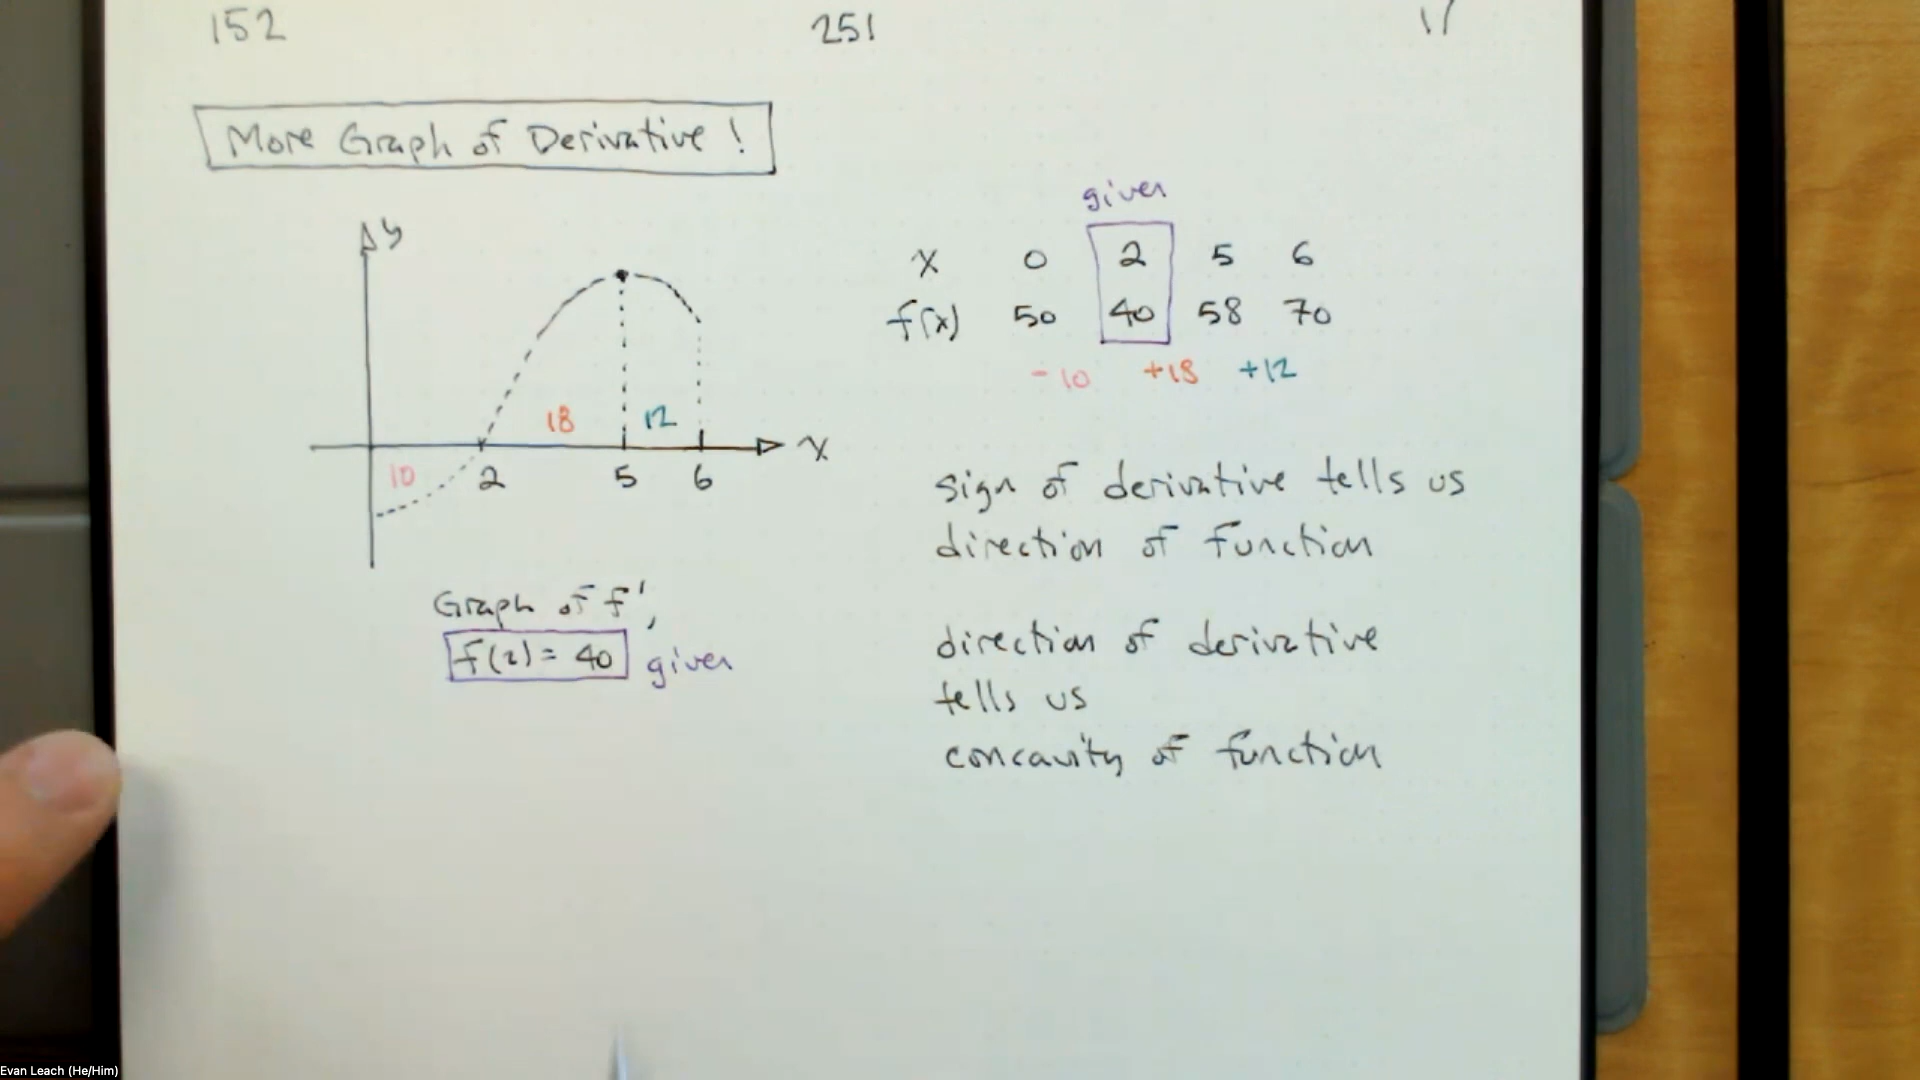 152 251
More Graph of Derivative!
given
x 0 2 5 6
f(x) 50 40 58 70
-10 +18 +12
y
18 12
x
10 2 5 6
sign of derivative tells us
direction of function
Graph of f',
f(2) = 40 given
direction of derivative
tells us
concavity of function
Evan Leach (He/Him)